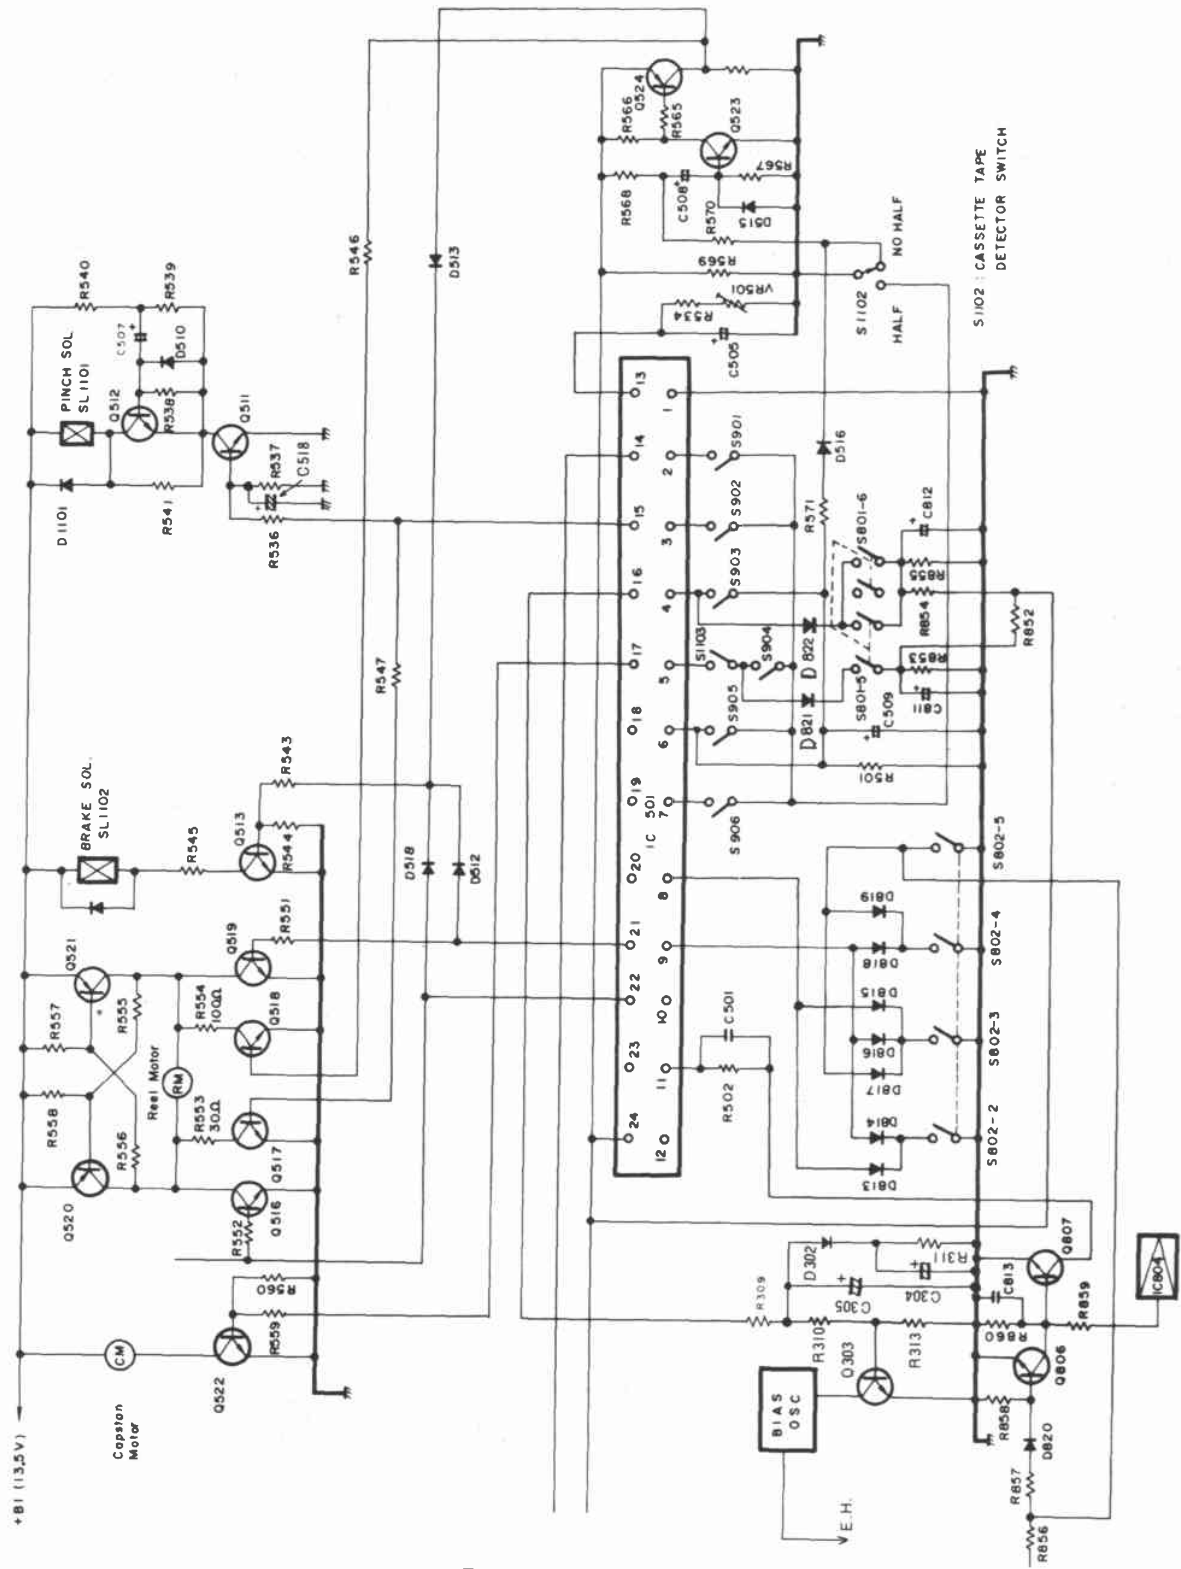 +B1 (13.5V)
PINCH SOL
SL1101
R540
Q512
C507
+
D510
R539
R538
D1101
R541
Q511
R537
C518
+
R536
R546
D513
R547
BRAKE SOL.
SL1102
R545
Q513
R543
R544
D518
D512
Q521
*
R557
R555
R554
100Ω
Q519
R551
Q518
Reel Motor
RM
R558
R556
R553
30Ω
Q517
Q520
Q516
R552
R560
R559
Q522
CM
Capstan
Motor
Q524
R566
R565
Q523
R568
C508
+
R567
D515
R570
R569
VR501
R534
C505
+
S1102
NO HALF
HALF
S1102 : CASSETTE TAPE
DETECTOR SWITCH
13
14
15
16
17
18
19
20
21
22
23
24
1
2
3
4
5
6
7
8
9
10
11
12
IC 501
S901
S902
S903
S1103
S904
S905
S906
D516
R571
S801-6
C812
+
R855
R854
R852
D822
D821
S801-5
R853
C811
+
C509
+
R501
S802-5
S802-4
S802-3
S802-2
D819
D818
D815
D816
D817
D814
D813
C501
R502
D302
R311
C304
+
C305
+
R309
R310
R313
Q303
C813
R860
Q807
R859
IC804
Q806
R858
D820
R857
R856
BIAS
OSC
E.H.